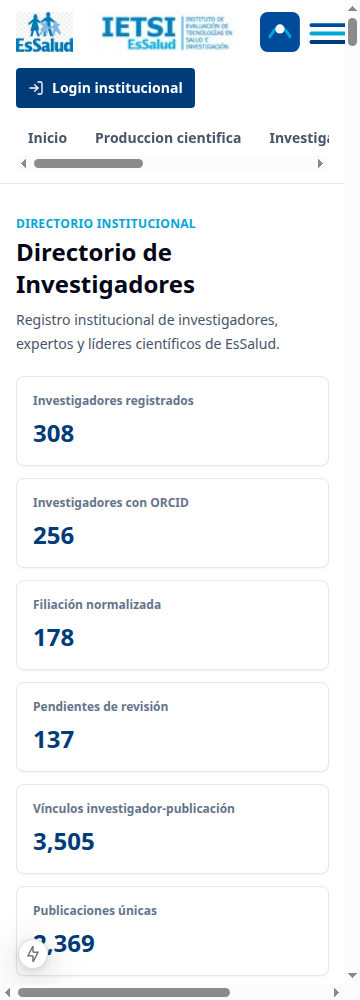 EsSalud
IETSI
EsSalud
INSTITUTO DE
EVALUACIÓN DE
TECNOLOGÍAS EN
SALUD E
INVESTIGACIÓN
Login institucional
Inicio Produccion cientifica Investiga
DIRECTORIO INSTITUCIONAL
Directorio de
Investigadores
Registro institucional de investigadores,
expertos y líderes científicos de EsSalud.
Investigadores registrados
308
Investigadores con ORCID
256
Filiación normalizada
178
Pendientes de revisión
137
Vínculos investigador-publicación
3,505
Publicaciones únicas
,369